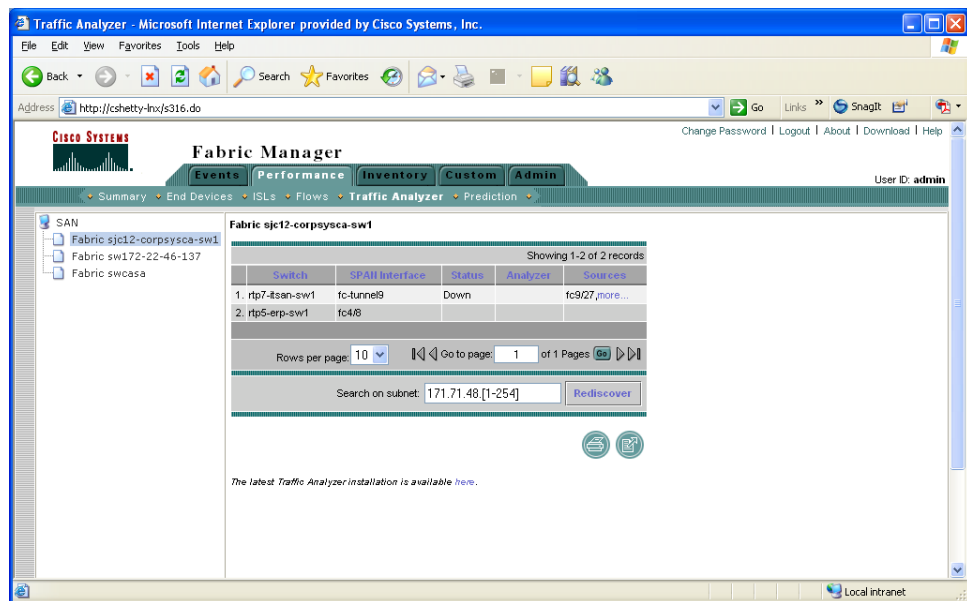 Traffic Analyzer - Microsoft Internet Explorer provided by Cisco Systems, Inc.
File Edit View Favorites Tools Help
Back Search Favorites
Address http://cshetty-lnx/s316.do Go Links » SnagIt
Change Password | Logout | About | Download | Help
CISCO SYSTEMS
Fabric Manager
Events Performance Inventory Custom Admin
User ID: admin
Summary End Devices ISLs Flows Traffic Analyzer Prediction
SAN
Fabric sjc12-corpsysca-sw1
Fabric sw172-22-46-137
Fabric swcasa
Fabric sjc12-corpsysca-sw1
Showing 1-2 of 2 records
Switch SPAN Interface Status Analyzer Sources
1. rtp7-itsan-sw1 fc-tunnel9 Down fc9/27,more...
2. rtp5-erp-sw1 fc4/8
Rows per page: 10 Go to page: 1 of 1 Pages Go
Search on subnet: 171.71.48.[1-254] Rediscover
The latest Traffic Analyzer installation is available here.
Local intranet